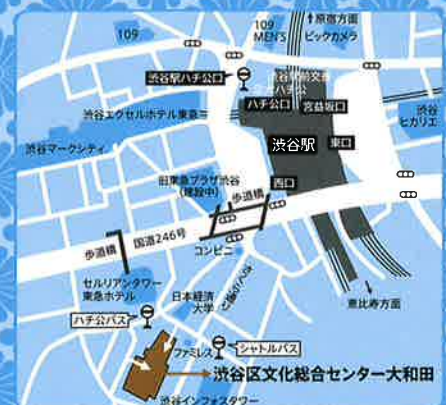 ↑原宿方面
109
109
MEN'S
ビックカメラ
渋谷駅ハチ公口
ハチ公口
宮益坂口
渋谷エクセルホテル東急
渋谷
ヒカリエ
渋谷マークシティ
渋谷駅
東口
旧東急プラザ渋谷
(建設中)
西口
歩道橋
国道246号
歩道橋
コンビニ
セルリアンタワー
東急ホテル
日本経済
大学
恵比寿方面
ハチ公バス
ファミレス
シャトルバス
渋谷区文化総合センター大和田
渋谷インフォスタワー